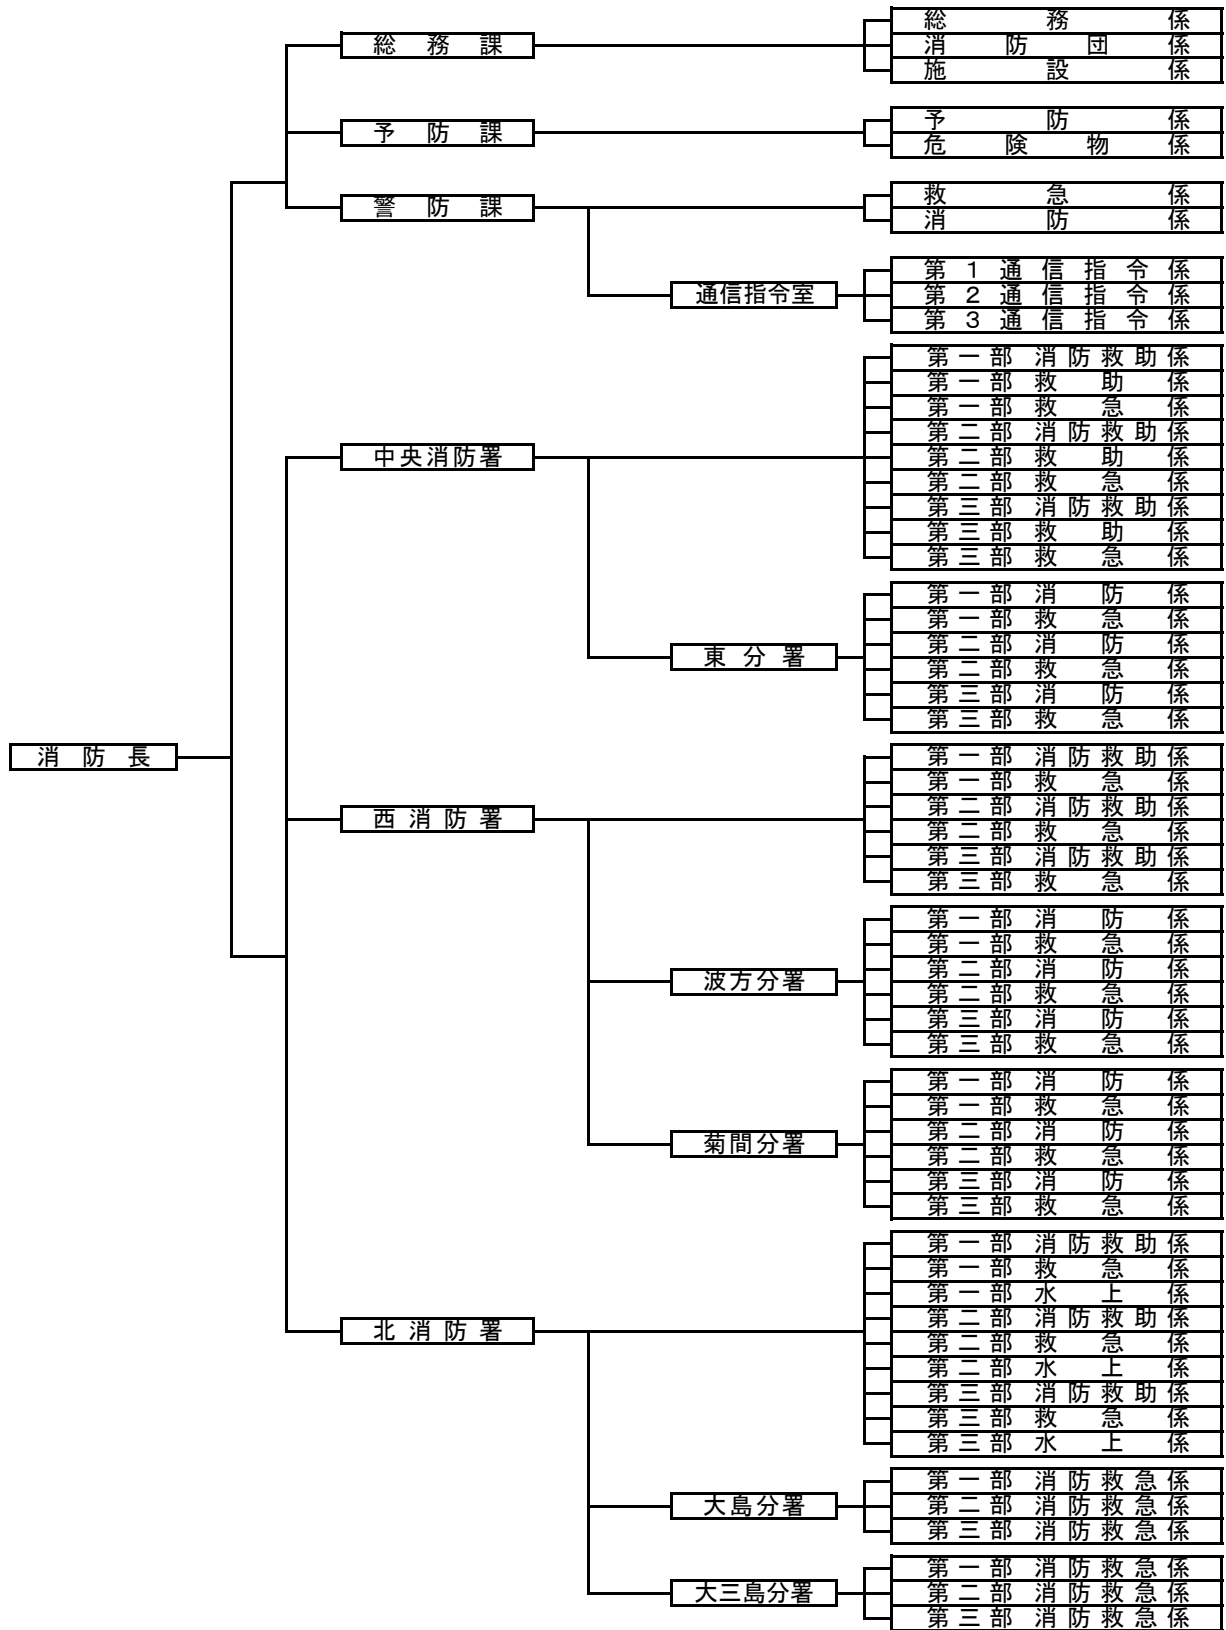 総務係
総務課
消防団係
施設係
予防係
予防課
危険物係
救急係
警防課
消防係
第1通信指令係
通信指令室
第2通信指令係
第3通信指令係
第一部 消防救助係
第一部 救助係
第一部 救急係
第二部 消防救助係
中央消防署
第二部 救助係
第二部 救急係
第三部 消防救助係
第三部 救助係
第三部 救急係
第一部 消防係
第一部 救急係
第二部 消防係
東分署
第二部 救急係
第三部 消防係
第三部 救急係
消防長
第一部 消防救助係
第一部 救急係
第二部 消防救助係
西消防署
第二部 救急係
第三部 消防救助係
第三部 救急係
第一部 消防係
第一部 救急係
第二部 消防係
波方分署
第二部 救急係
第三部 消防係
第三部 救急係
第一部 消防係
第一部 救急係
第二部 消防係
菊間分署
第二部 救急係
第三部 消防係
第三部 救急係
第一部 消防救助係
第一部 救急係
第一部 水上係
第二部 消防救助係
北消防署
第二部 救急係
第二部 水上係
第三部 消防救助係
第三部 救急係
第三部 水上係
第一部 消防救急係
大島分署
第二部 消防救急係
第三部 消防救急係
第一部 消防救急係
大三島分署
第二部 消防救急係
第三部 消防救急係